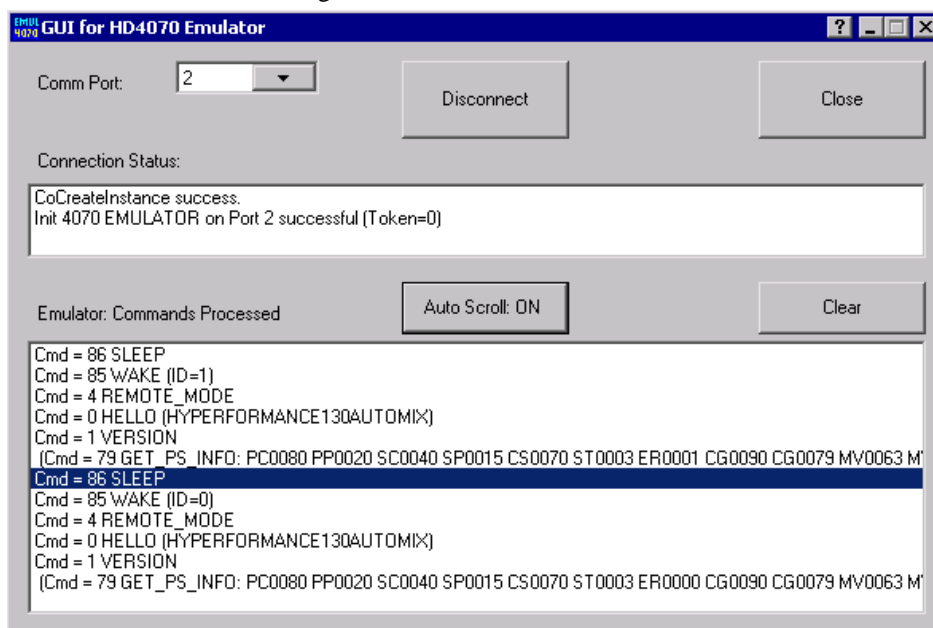 EMUL 4070 GUI for HD4070 Emulator
Comm Port: 2 Disconnect Close
Connection Status:
CoCreateInstance success.
Init 4070 EMULATOR on Port 2 successful (Token=0)
Emulator: Commands Processed Auto Scroll: ON Clear
Cmd = 86 SLEEP
Cmd = 85 WAKE (ID=1)
Cmd = 4 REMOTE_MODE
Cmd = 0 HELLO (HYPERFORMANCE130AUTOMIX)
Cmd = 1 VERSION
(Cmd = 79 GET_PS_INFO: PC0080 PP0020 SC0040 SP0015 CS0070 ST0003 ER0001 CG0090 CG0079 MV0063
Cmd = 86 SLEEP
Cmd = 85 WAKE (ID=0)
Cmd = 4 REMOTE_MODE
Cmd = 0 HELLO (HYPERFORMANCE130AUTOMIX)
Cmd = 1 VERSION
(Cmd = 79 GET_PS_INFO: PC0080 PP0020 SC0040 SP0015 CS0070 ST0003 ER0000 CG0090 CG0079 MV0063